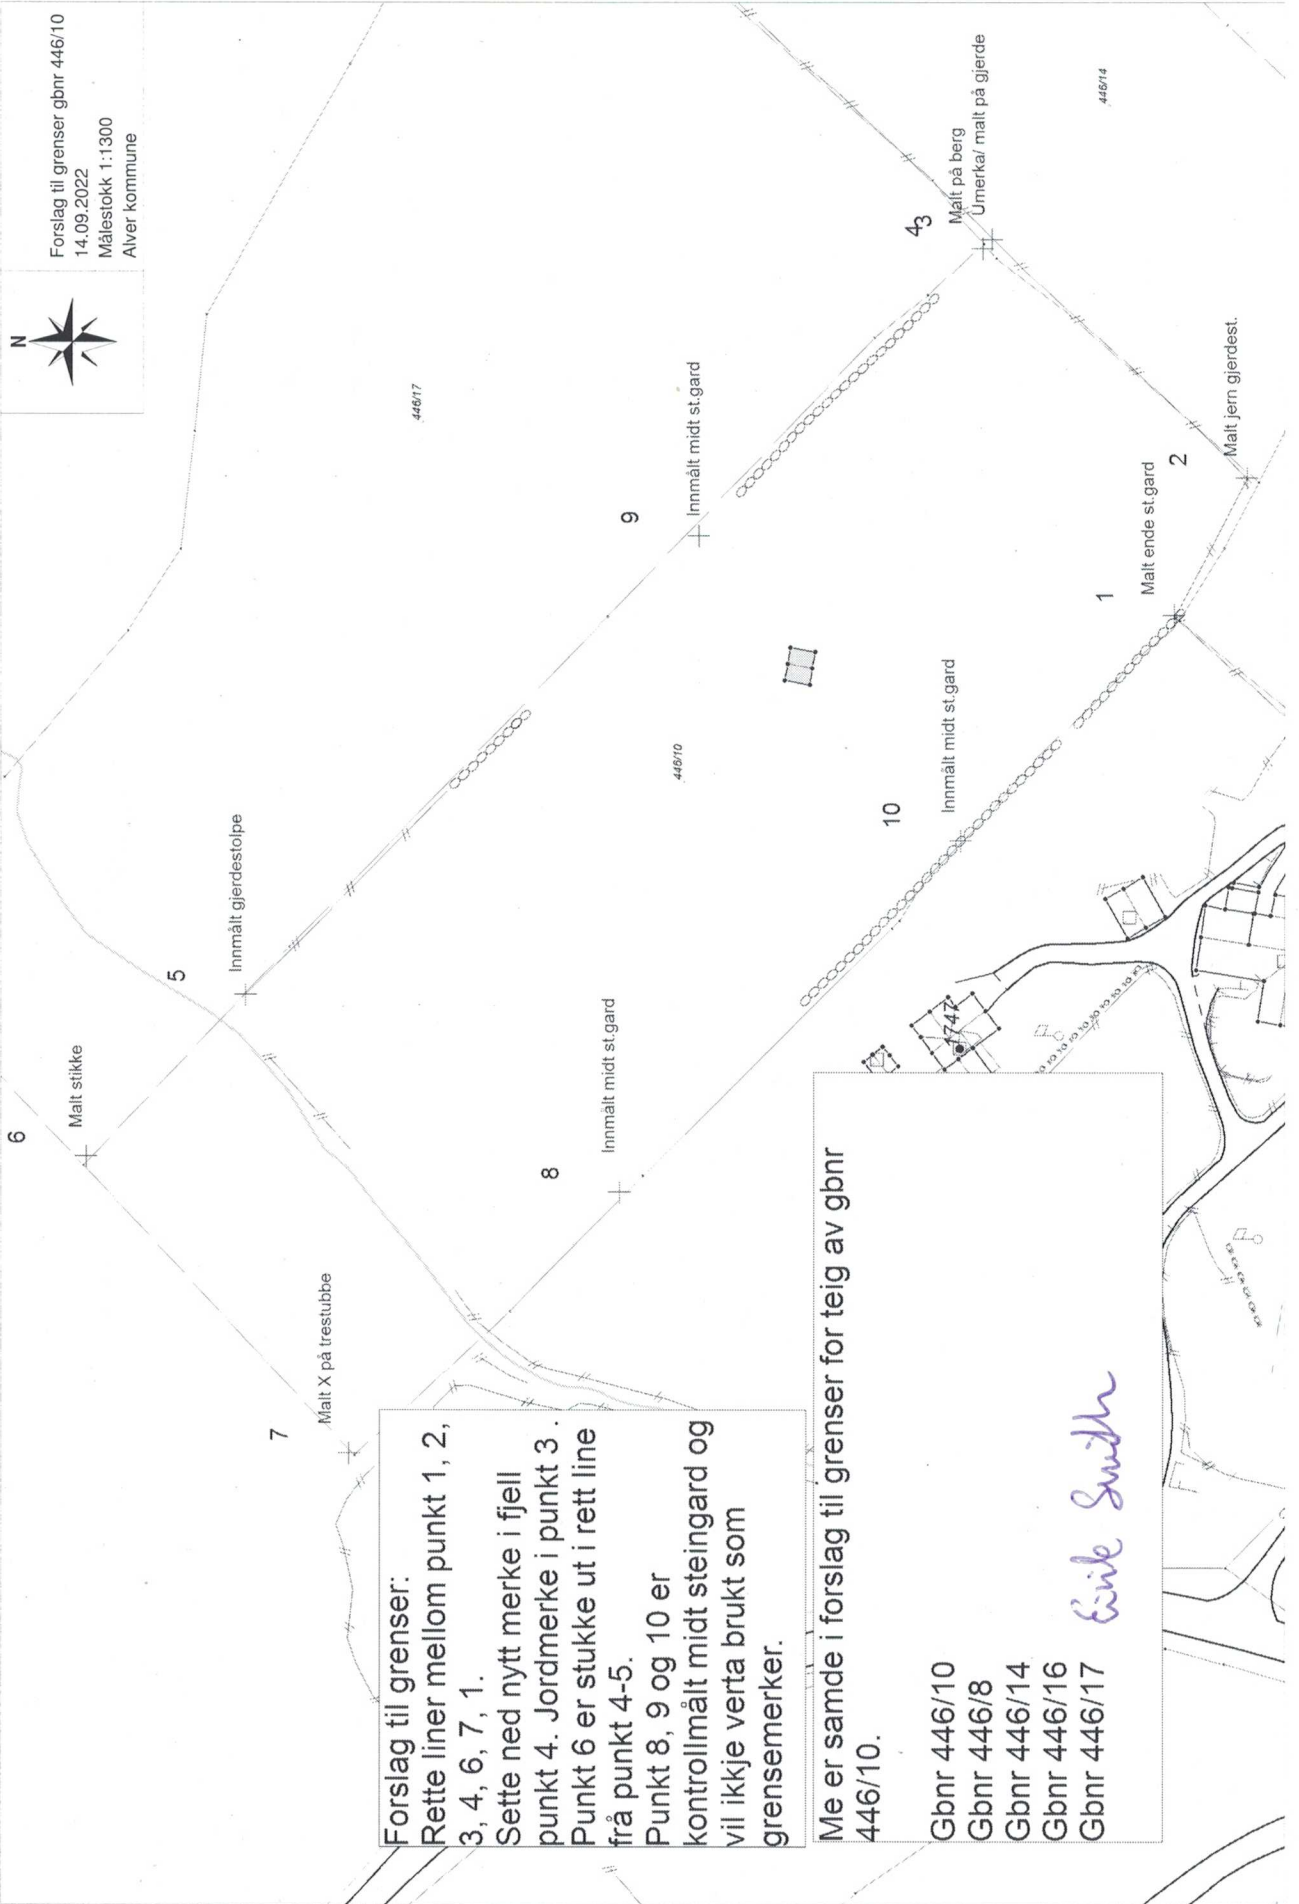 Forslag til grenser gbnr 446/10
14.09.2022
Målestokk 1:1300
Alver kommune
N
6
Malt stikke
5
Innmålt gjerdestolpe
446/17
7
Malt X på trestubbe
9
Innmålt midt st.gard
43
Malt på berg
Umerka/ malt på gjerde
446/14
8
Innmålt midt st.gard
446/10
10
Innmålt midt st.gard
1
Malt ende st.gard
2
Malt jern gjerdest.
1747
Forslag til grenser:
Rette liner mellom punkt 1, 2,
3, 4, 6, 7, 1.
Sette ned nytt merke i fjell
punkt 4. Jordmerke i punkt 3 .
Punkt 6 er stukke ut i rett line
frå punkt 4-5.
Punkt 8, 9 og 10 er
kontrollmålt midt steingard og
vil ikkje verta brukt som
grensemerker.
Me er samde i forslag til grenser for teig av gbnr
446/10.
Gbnr 446/10
Gbnr 446/8
Gbnr 446/14
Gbnr 446/16
Gbnr 446/17 Eirik Smith